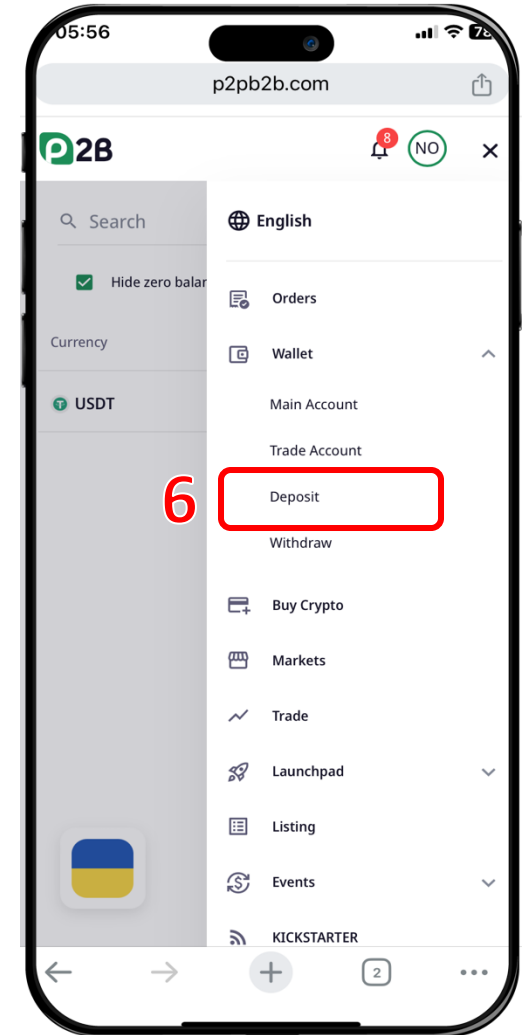 05:56
78
p2pb2b.com
P2B
8
NO
Search
English
Hide zero balan
Orders
Currency
Wallet
USDT
Main Account
Trade Account
6
Deposit
Withdraw
Buy Crypto
Markets
Trade
Launchpad
Listing
Events
KICKSTARTER
2